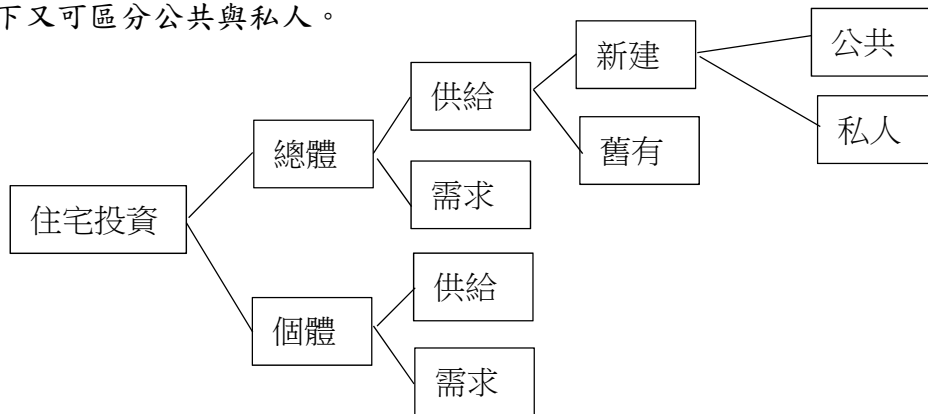 下又可區分公共與私人。
公共
新建
供給
私人
總體
舊有
需求
住宅投資
供給
個體
需求